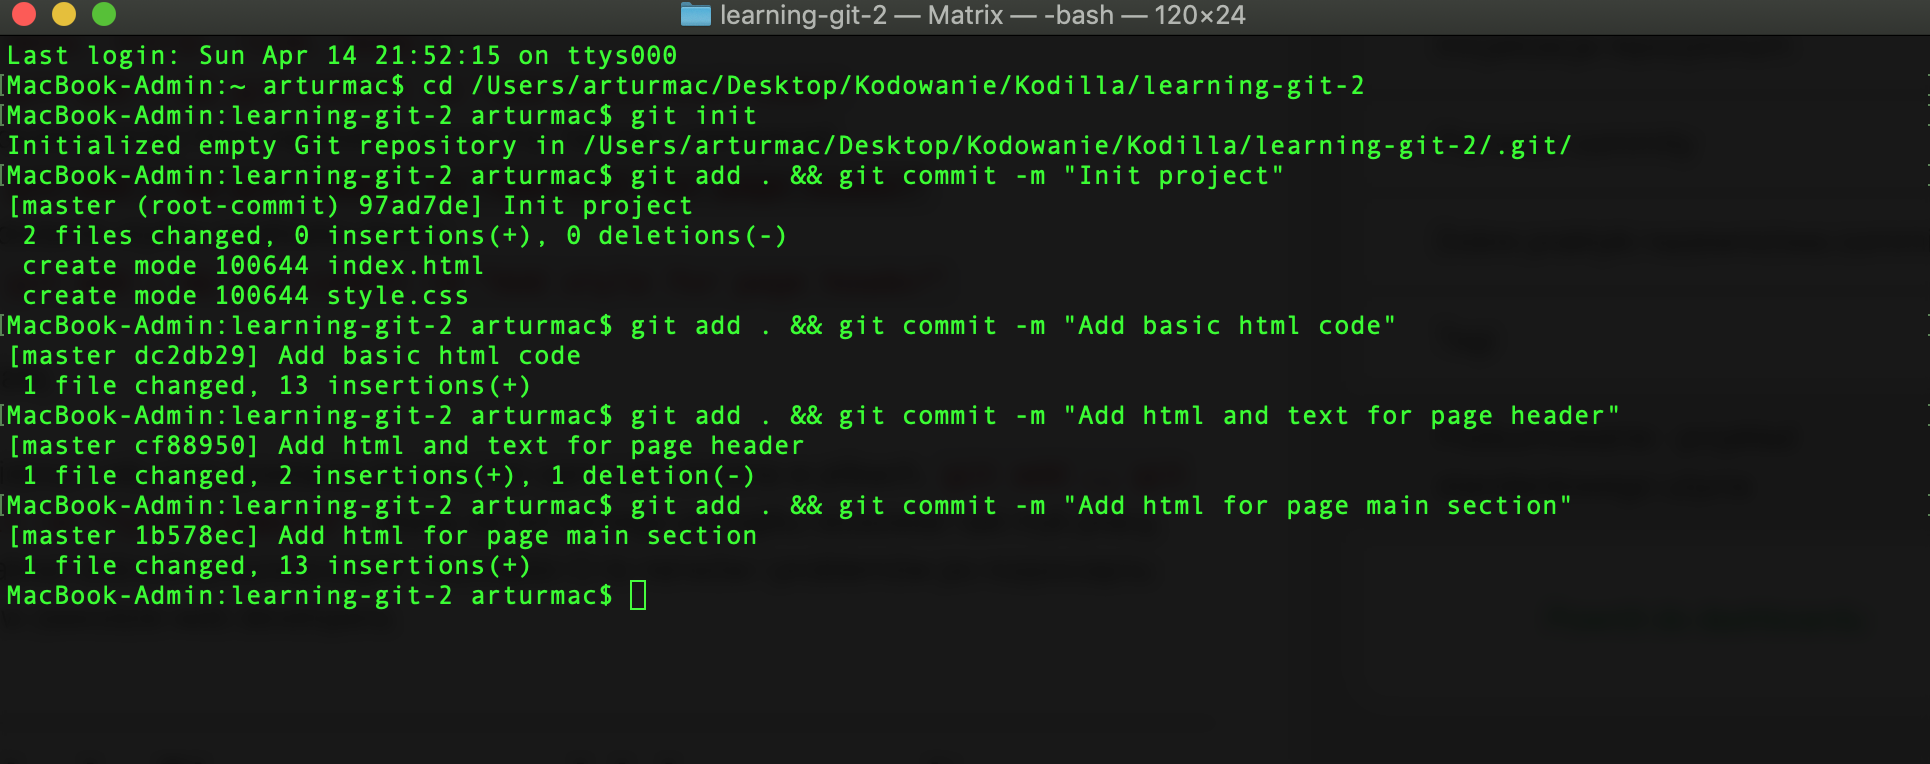 learning-git-2 — Matrix — -bash — 120×24
Last login: Sun Apr 14 21:52:15 on ttys000
[MacBook-Admin:~ arturmac$ cd /Users/arturmac/Desktop/Kodowanie/Kodilla/learning-git-2
[MacBook-Admin:learning-git-2 arturmac$ git init
Initialized empty Git repository in /Users/arturmac/Desktop/Kodowanie/Kodilla/learning-git-2/.git/
[MacBook-Admin:learning-git-2 arturmac$ git add . && git commit -m "Init project"
[master (root-commit) 97ad7de] Init project
 2 files changed, 0 insertions(+), 0 deletions(-)
 create mode 100644 index.html
 create mode 100644 style.css
[MacBook-Admin:learning-git-2 arturmac$ git add . && git commit -m "Add basic html code"
[master dc2db29] Add basic html code
 1 file changed, 13 insertions(+)
[MacBook-Admin:learning-git-2 arturmac$ git add . && git commit -m "Add html and text for page header"
[master cf88950] Add html and text for page header
 1 file changed, 2 insertions(+), 1 deletion(-)
[MacBook-Admin:learning-git-2 arturmac$ git add . && git commit -m "Add html for page main section"
[master 1b578ec] Add html for page main section
 1 file changed, 13 insertions(+)
MacBook-Admin:learning-git-2 arturmac$